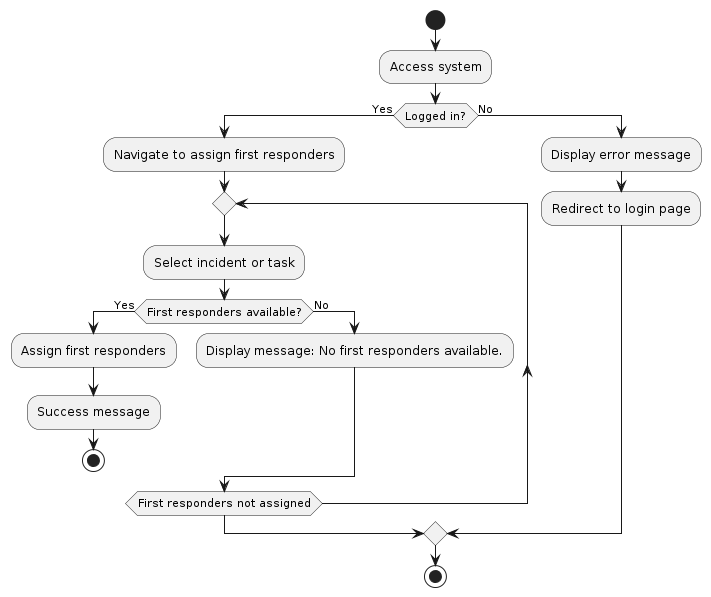 Access system
Yes
Logged in?
No
Navigate to assign first responders
Display error message
Redirect to login page
Select incident or task
Yes
First responders available?
No
Assign first responders
Display message: No first responders available.
Success message
First responders not assigned